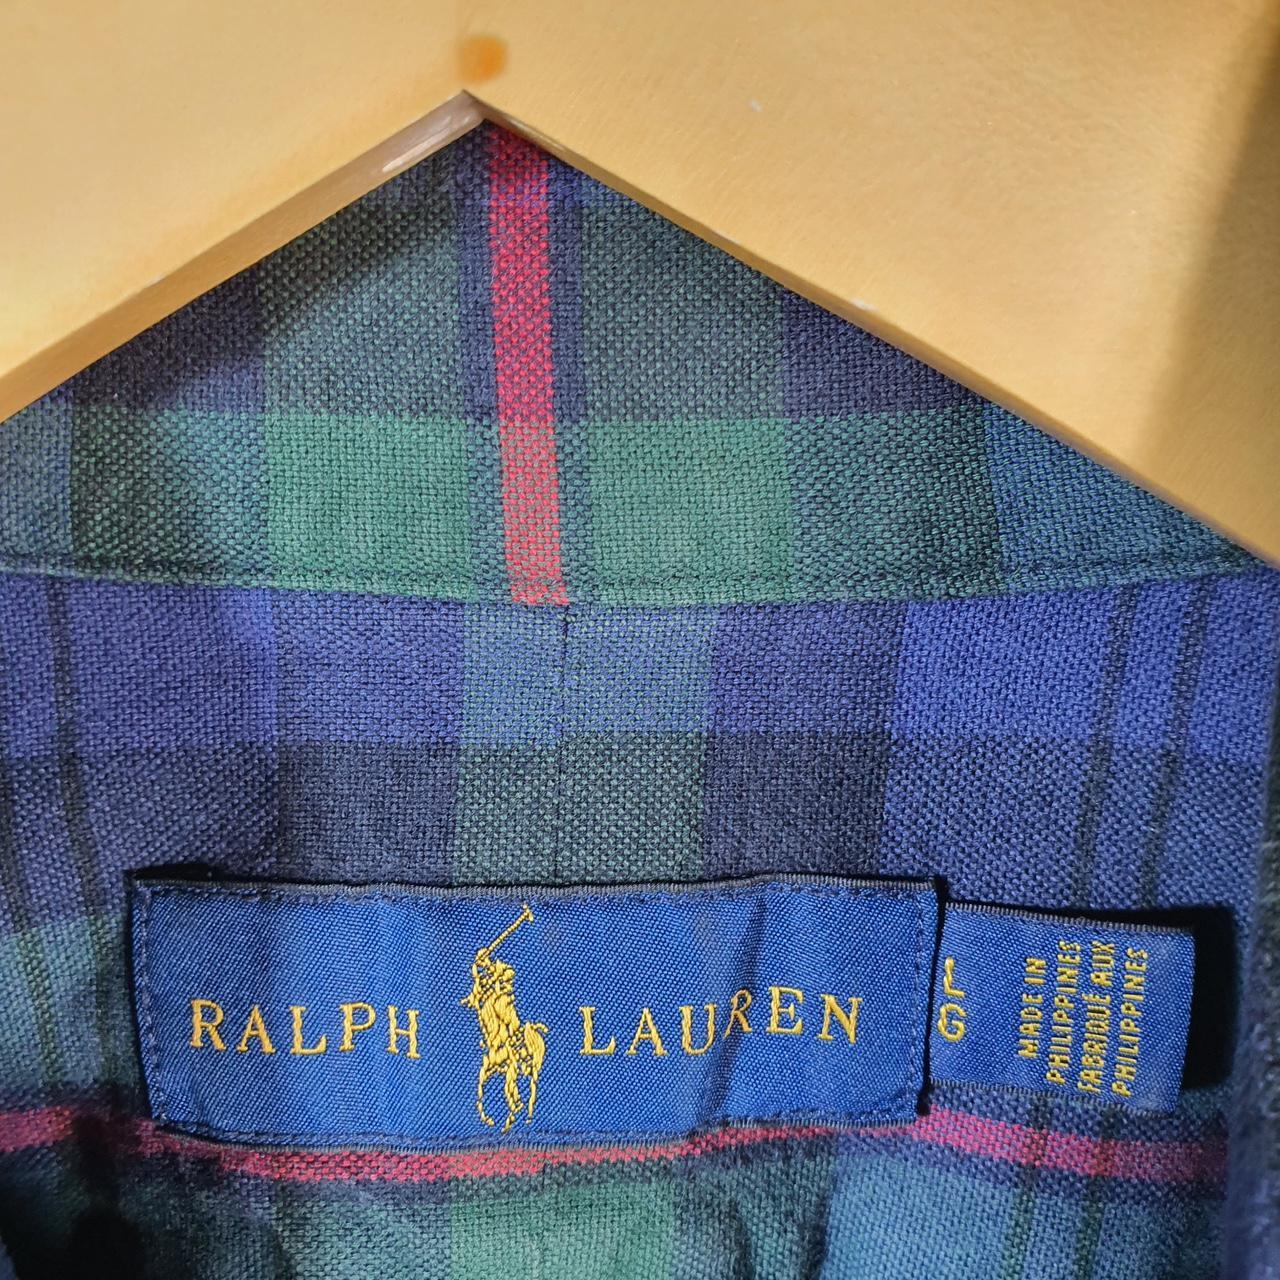 RALPH LAUREN
L
G
MADE IN
PHILIPPINES
FABRIQUÉ AUX
PHILIPPINES